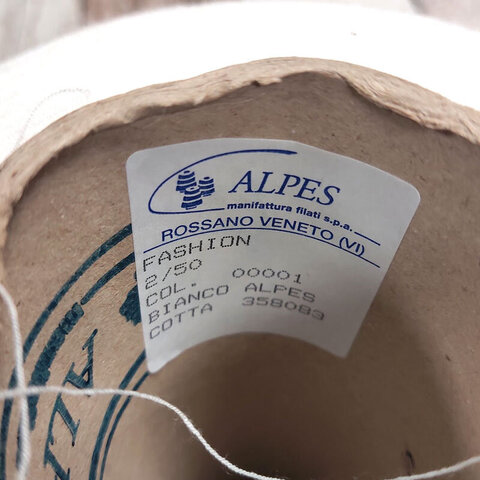 ALPES
manifattura filati s.p.a.
ROSSANO VENETO (VI)
FASHION
2/50
COL. 00001
BIANCO ALPES
COTTA 358083